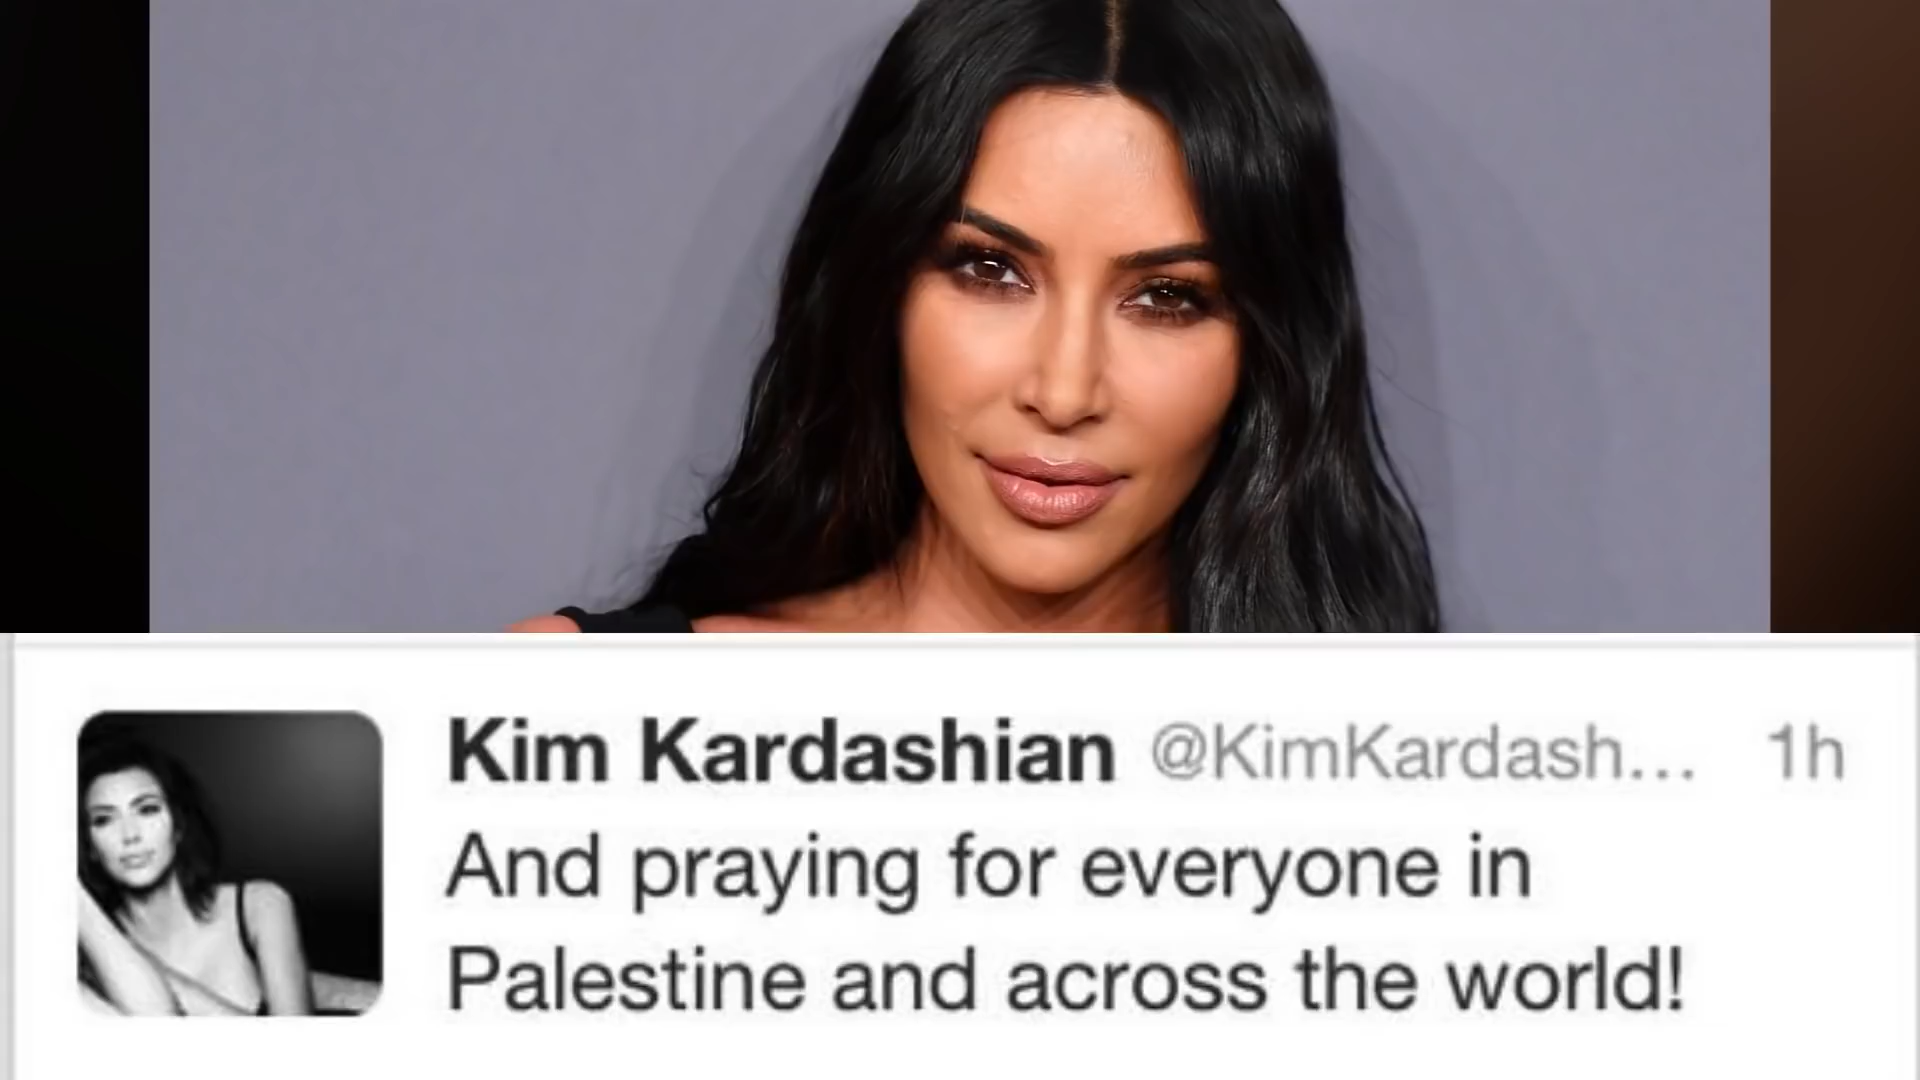 Kim Kardashian @KimKardash... 1h
And praying for everyone in
Palestine and across the world!